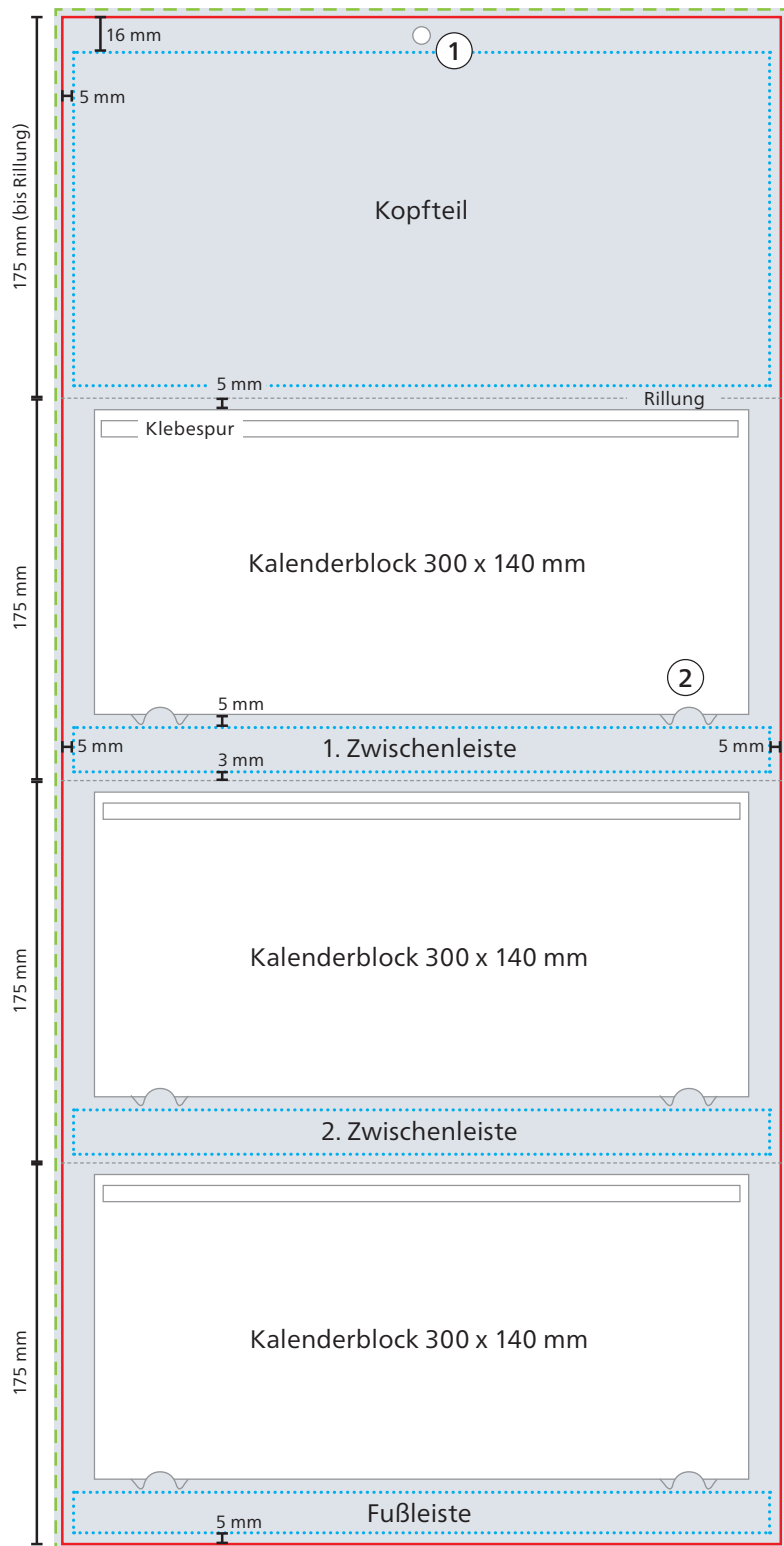 16 mm
1
5 mm
175 mm (bis Rillung)
Kopfteil
5 mm
Rillung
Klebespur
Kalenderblock 300 x 140 mm
175 mm
2
5 mm
5 mm
1. Zwischenleiste
5 mm
3 mm
Kalenderblock 300 x 140 mm
175 mm
2. Zwischenleiste
Kalenderblock 300 x 140 mm
175 mm
Fußleiste
5 mm